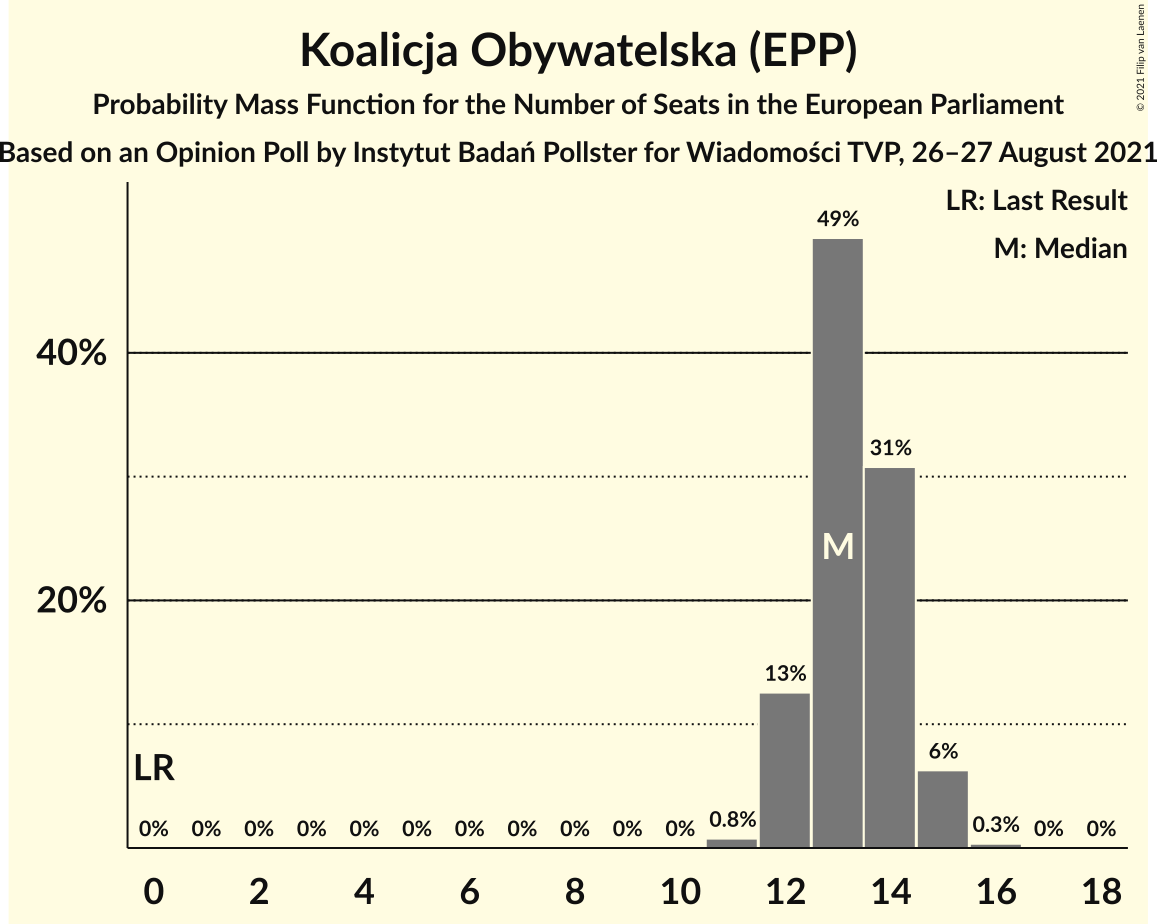 Koalicja Obywatelska (EPP)
Probability Mass Function for the Number of Seats in the European Parliament
Based on an Opinion Poll by Instytut Badań Pollster for Wiadomości TVP, 26–27 August 2021
© 2021 Filip van Laenen
LR: Last Result
M: Median
49%
40%
31%
M
20%
13%
6%
LR
0% 0% 0% 0% 0% 0% 0% 0% 0% 0% 0% 0.8% 0.3% 0% 0%
0 2 4 6 8 10 12 14 16 18